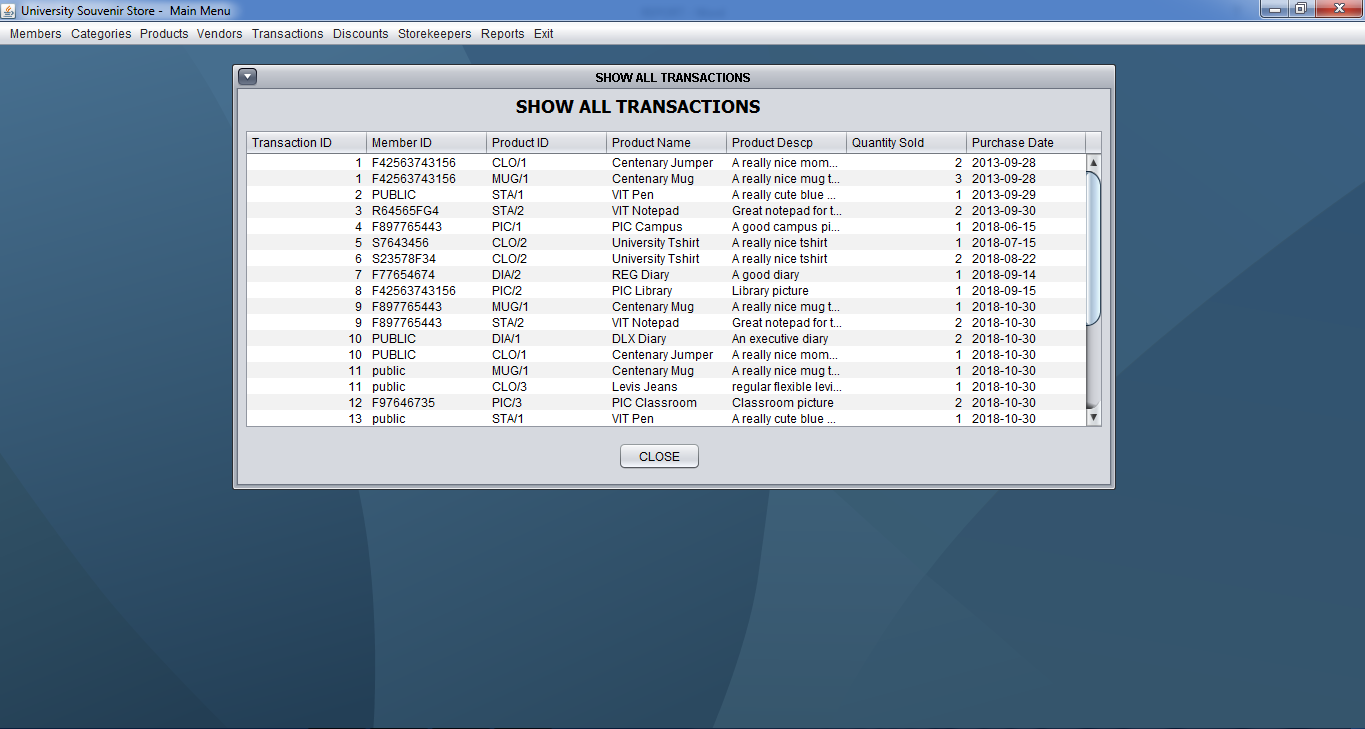 University Souvenir Store - Main Menu
Members Categories Products Vendors Transactions Discounts Storekeepers Reports Exit
SHOW ALL TRANSACTIONS
SHOW ALL TRANSACTIONS
Transaction ID Member ID Product ID Product Name Product Descp Quantity Sold Purchase Date
1 F42563743156 CLO/1 Centenary Jumper A really nice mom... 2 2013-09-28
1 F42563743156 MUG/1 Centenary Mug A really nice mug t... 3 2013-09-28
2 PUBLIC STA/1 VIT Pen A really cute blue ... 1 2013-09-29
3 R64565FG4 STA/2 VIT Notepad Great notepad for t... 2 2013-09-30
4 F897765443 PIC/1 PIC Campus A good campus pi... 1 2018-06-15
5 S7643456 CLO/2 University Tshirt A really nice tshirt 1 2018-07-15
6 S23578F34 CLO/2 University Tshirt A really nice tshirt 2 2018-08-22
7 F77654674 DIA/2 REG Diary A good diary 1 2018-09-14
8 F42563743156 PIC/2 PIC Library Library picture 1 2018-09-15
9 F897765443 MUG/1 Centenary Mug A really nice mug t... 1 2018-10-30
9 F897765443 STA/2 VIT Notepad Great notepad for t... 2 2018-10-30
10 PUBLIC DIA/1 DLX Diary An executive diary 2 2018-10-30
10 PUBLIC CLO/1 Centenary Jumper A really nice mom... 1 2018-10-30
11 public MUG/1 Centenary Mug A really nice mug t... 1 2018-10-30
11 public CLO/3 Levis Jeans regular flexible levi... 1 2018-10-30
12 F97646735 PIC/3 PIC Classroom Classroom picture 2 2018-10-30
13 public STA/1 VIT Pen A really cute blue ... 1 2018-10-30
CLOSE